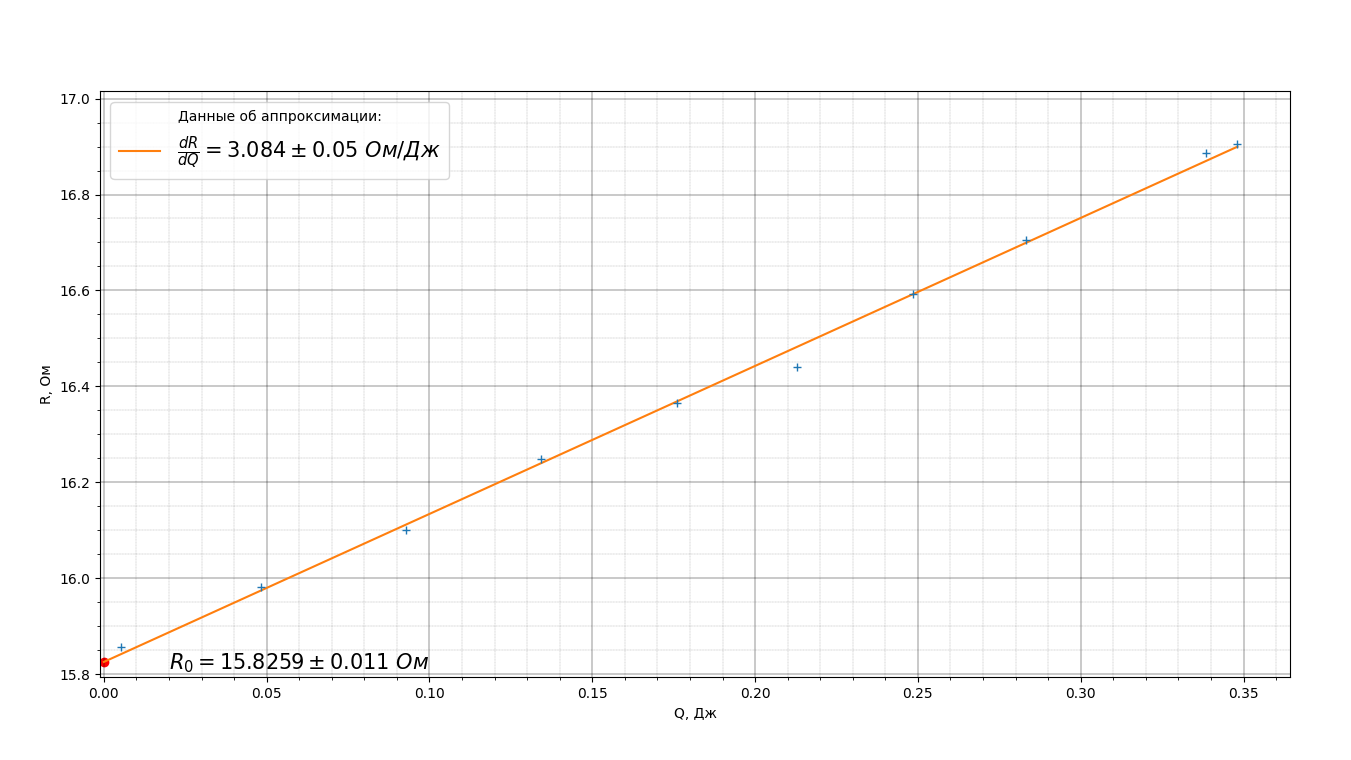 17.0
16.8
16.6
16.4
16.2
16.0
15.8
R, Ом
Данные об аппроксимации:
dR/dQ = 3.084 ± 0.05 Ом/Дж
R₀ = 15.8259 ± 0.011 Ом
0.00 0.05 0.10 0.15 0.20 0.25 0.30 0.35
Q, Дж